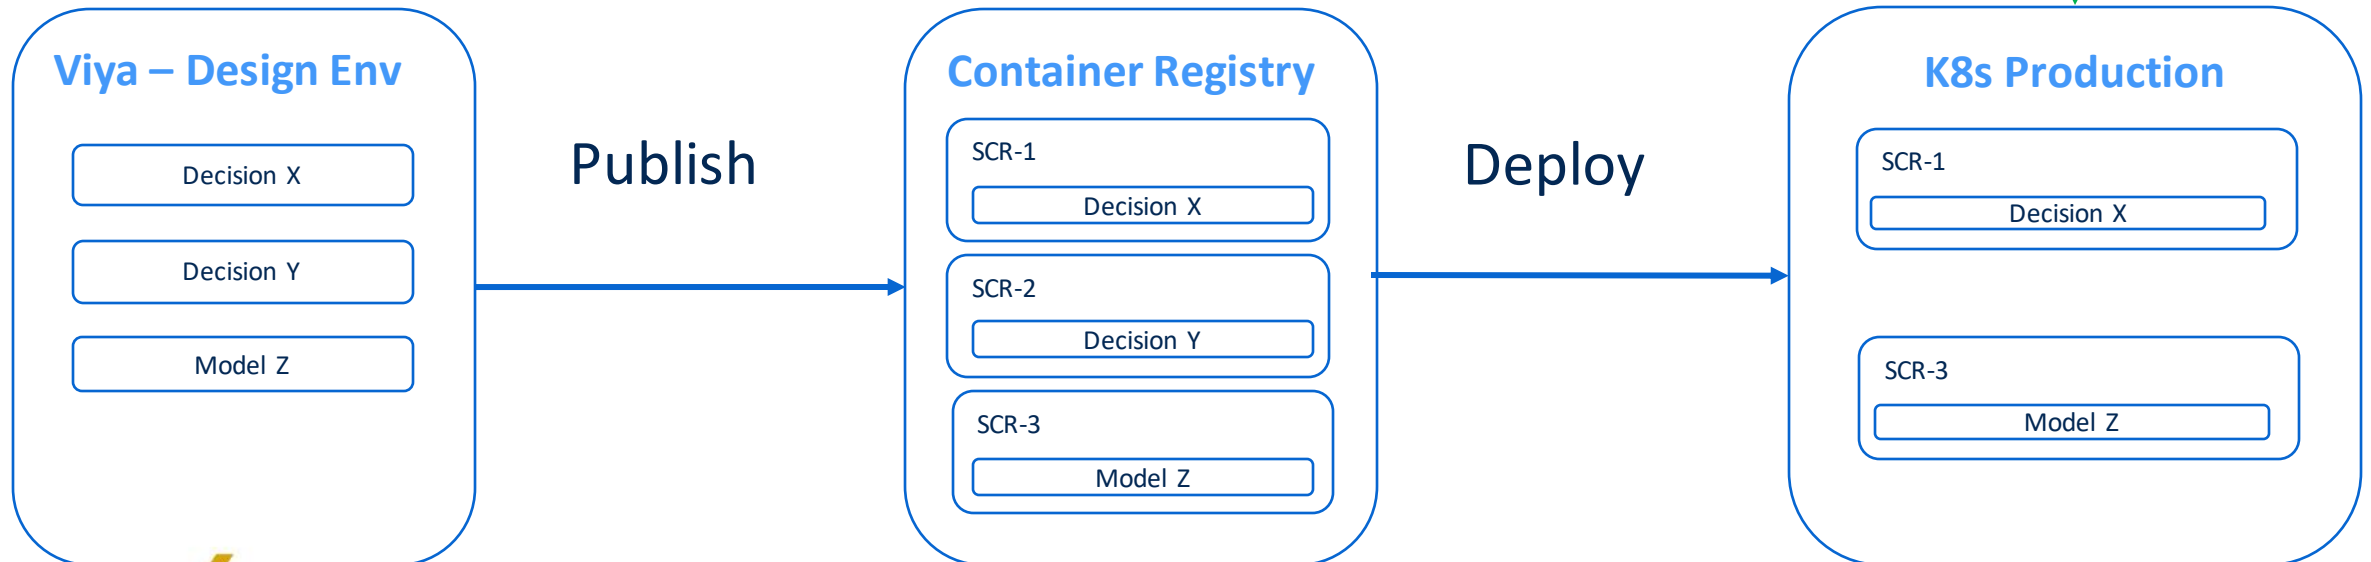 Viya – Design Env
Decision X
Decision Y
Model Z
Publish
Container Registry
SCR-1
Decision X
SCR-2
Decision Y
SCR-3
Model Z
Deploy
K8s Production
SCR-1
Decision X
SCR-3
Model Z